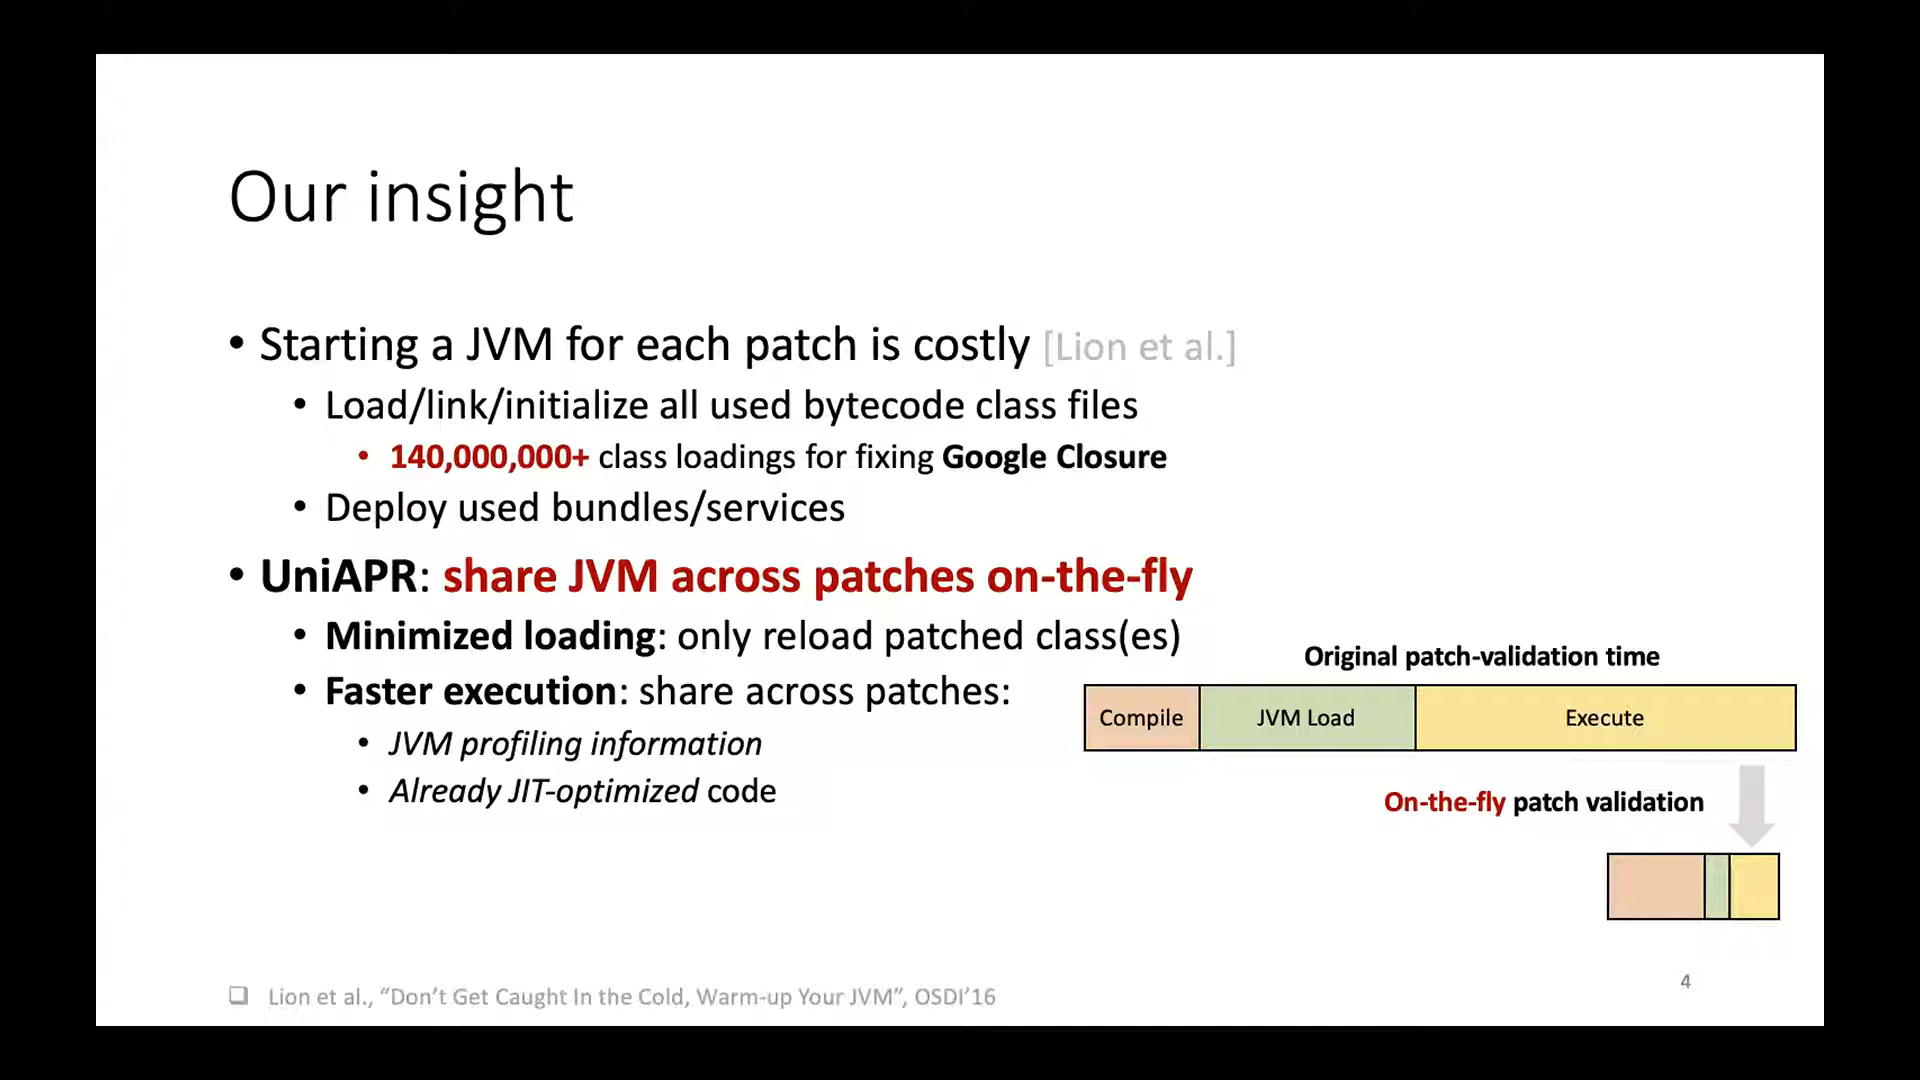 Our insight
• Starting a JVM for each patch is costly [Lion et al.]
• Load/link/initialize all used bytecode class files
• 140,000,000+ class loadings for fixing Google Closure
• Deploy used bundles/services
• UniAPR: share JVM across patches on-the-fly
• Minimized loading: only reload patched class(es)
• Faster execution: share across patches:
• JVM profiling information
• Already JIT-optimized code
Original patch-validation time
Compile JVM Load Execute
On-the-fly patch validation
❑ Lion et al., “Don’t Get Caught In the Cold, Warm-up Your JVM”, OSDI’16
4